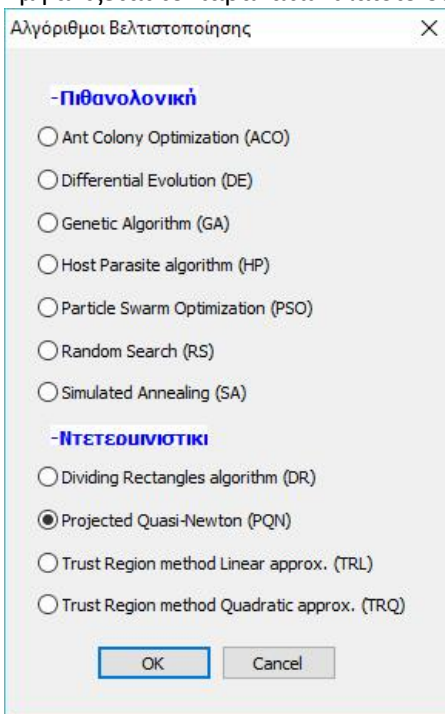 Αλγόριθμοι Βελτιστοποίησης
-Πιθανολονική
Ant Colony Optimization (ACO)
Differential Evolution (DE)
Genetic Algorithm (GA)
Host Parasite algorithm (HP)
Particle Swarm Optimization (PSO)
Random Search (RS)
Simulated Annealing (SA)
-Ντετερμινιστικι
Dividing Rectangles algorithm (DR)
Projected Quasi-Newton (PQN)
Trust Region method Linear approx. (TRL)
Trust Region method Quadratic approx. (TRQ)
OK Cancel